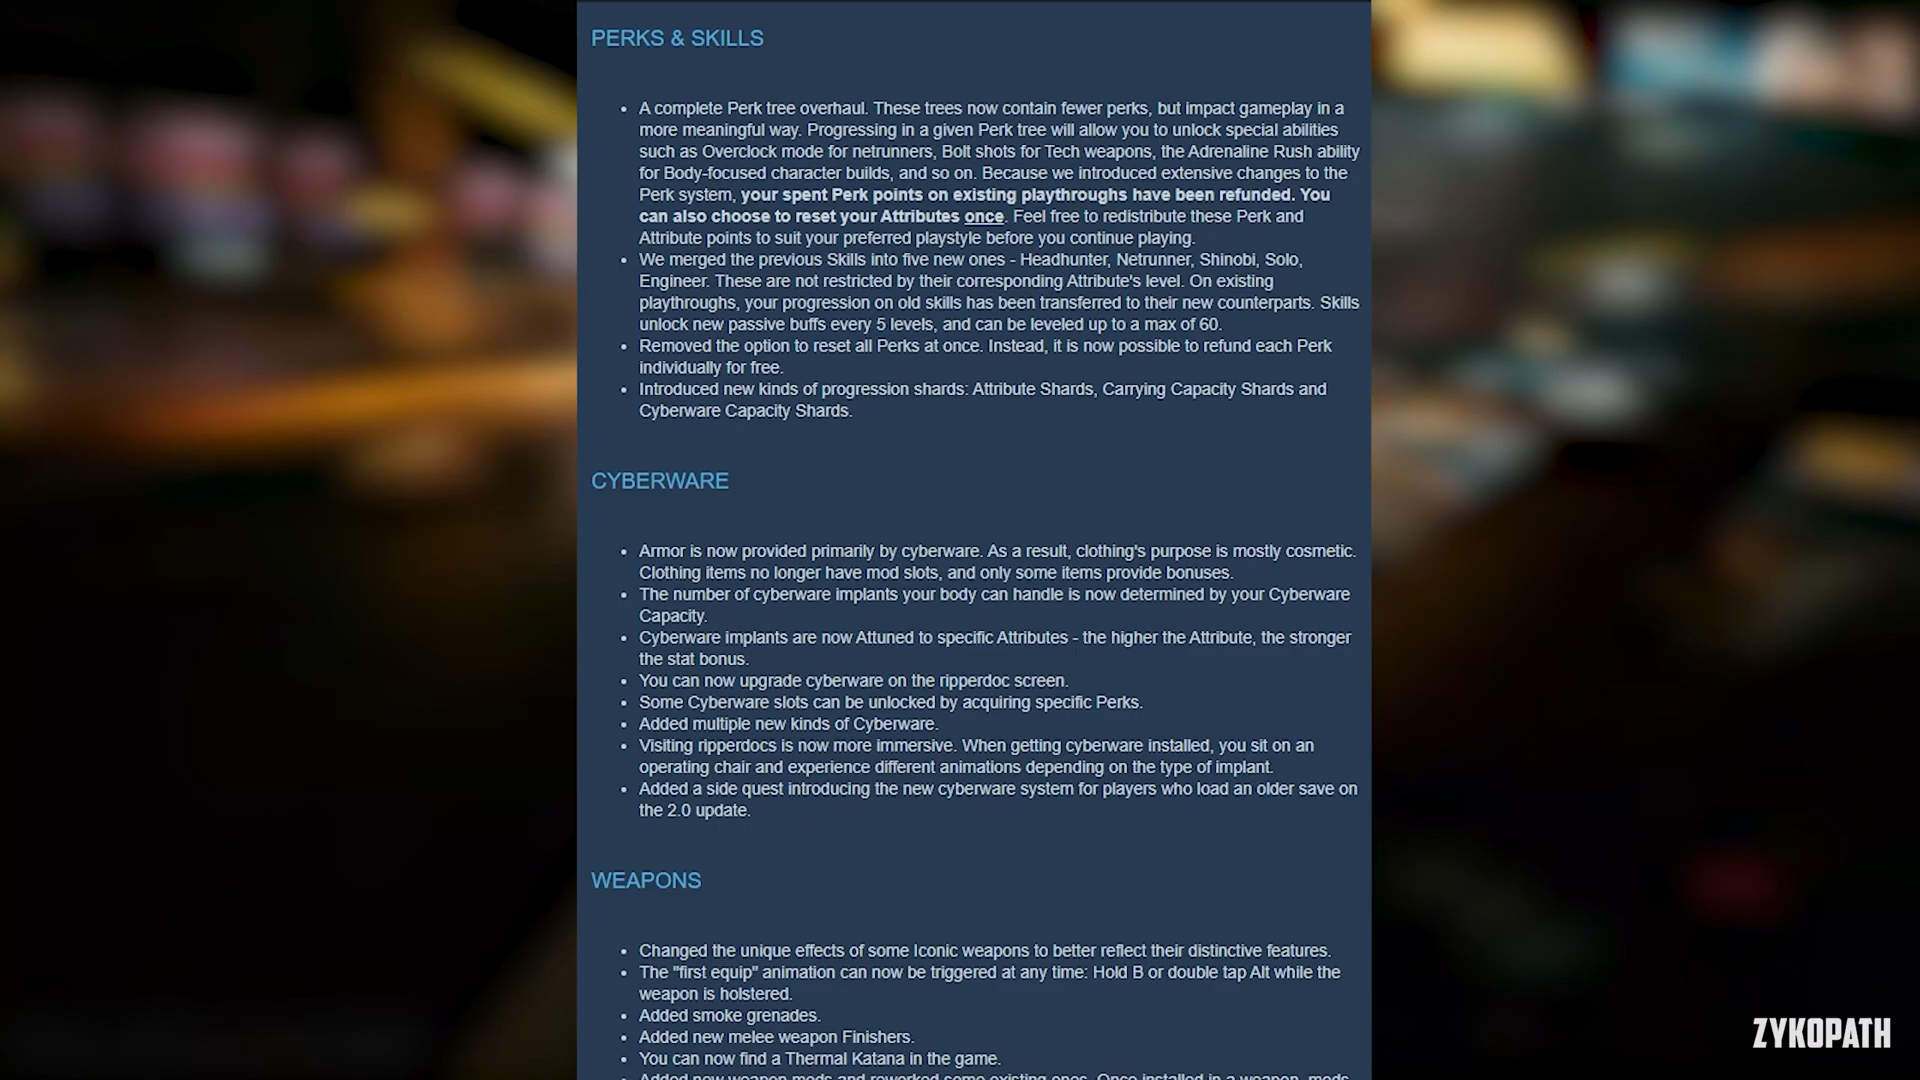 PERKS & SKILLS
• A complete Perk tree overhaul. These trees now contain fewer perks, but impact gameplay in a
more meaningful way. Progressing in a given Perk tree will allow you to unlock special abilities
such as Overclock mode for netrunners, Bolt shots for Tech weapons, the Adrenaline Rush ability
for Body-focused character builds, and so on. Because we introduced extensive changes to the
Perk system, your spent Perk points on existing playthroughs have been refunded. You
can also choose to reset your Attributes once. Feel free to redistribute these Perk and
Attribute points to suit your preferred playstyle before you continue playing.
• We merged the previous Skills into five new ones - Headhunter, Netrunner, Shinobi, Solo,
Engineer. These are not restricted by their corresponding Attribute's level. On existing
playthroughs, your progression on old skills has been transferred to their new counterparts. Skills
unlock new passive buffs every 5 levels, and can be leveled up to a max of 60.
• Removed the option to reset all Perks at once. Instead, it is now possible to refund each Perk
individually for free.
• Introduced new kinds of progression shards: Attribute Shards, Carrying Capacity Shards and
Cyberware Capacity Shards.
CYBERWARE
• Armor is now provided primarily by cyberware. As a result, clothing's purpose is mostly cosmetic.
Clothing items no longer have mod slots, and only some items provide bonuses.
• The number of cyberware implants your body can handle is now determined by your Cyberware
Capacity.
• Cyberware implants are now Attuned to specific Attributes - the higher the Attribute, the stronger
the stat bonus.
• You can now upgrade cyberware on the ripperdoc screen.
• Some Cyberware slots can be unlocked by acquiring specific Perks.
• Added multiple new kinds of Cyberware.
• Visiting ripperdocs is now more immersive. When getting cyberware installed, you sit on an
operating chair and experience different animations depending on the type of implant.
• Added a side quest introducing the new cyberware system for players who load an older save on
the 2.0 update.
WEAPONS
• Changed the unique effects of some Iconic weapons to better reflect their distinctive features.
• The "first equip" animation can now be triggered at any time: Hold B or double tap Alt while the
weapon is holstered.
• Added smoke grenades.
• Added new melee weapon Finishers.
• You can now find a Thermal Katana in the game.
• Added new weapon mods and reworked some existing ones. Once installed in a weapon, mods
ZYKOPATH